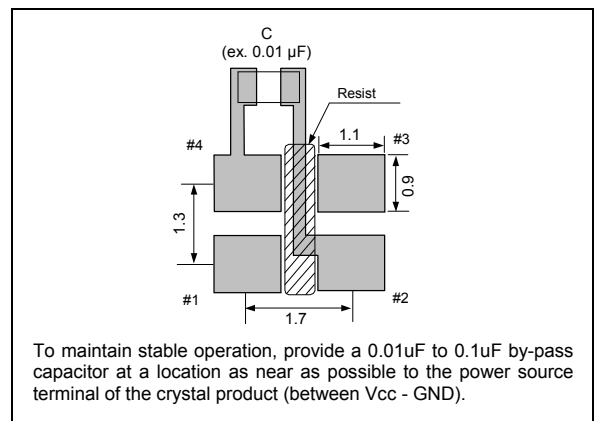 C
(ex. 0.01 µF)
Resist
#4
1.1
#3
0.9
1.3
#1
#2
1.7
To maintain stable operation, provide a 0.01uF to 0.1uF by-pass
capacitor at a location as near as possible to the power source
terminal of the crystal product (between Vcc - GND).